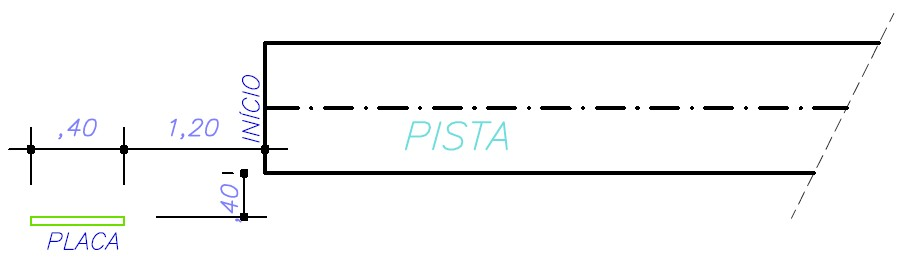 ,40
1,20
INÍCIO
PISTA
,40
PLACA